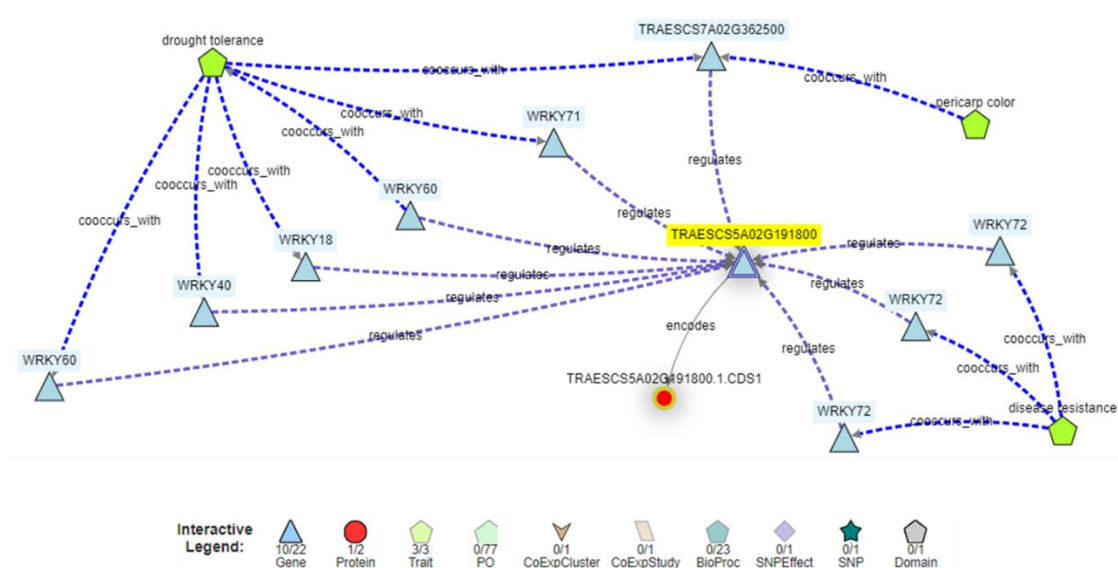 TRAESCS7A02G362500
drought tolerance
cooccurs_with
cooccurs_with
pericarp color
cooccurs_with
WRKY71
cooccurs_with
regulates
cooccurs_with
cooccurs_with
WRKY60
regulates
cooccurs_with
WRKY72
TRAESCS5A02G191800
WRKY18
regulates
regulates
regulates
WRKY40
regulates
regulates
WRKY72
encodes
regulates
cooccurs_with
regulates
WRKY60
cooccurs_with
TRAESCS5A02G191800.1.CDS1
WRKY72
disease resistance
cooccurs_with
Interactive
Legend:
10/22 1/2 3/3 0/77 0/1 0/1 0/23 0/1 0/1 0/1
Gene Protein Trait PO CoExpCluster CoExpStudy BioProc SNPEffect SNP Domain